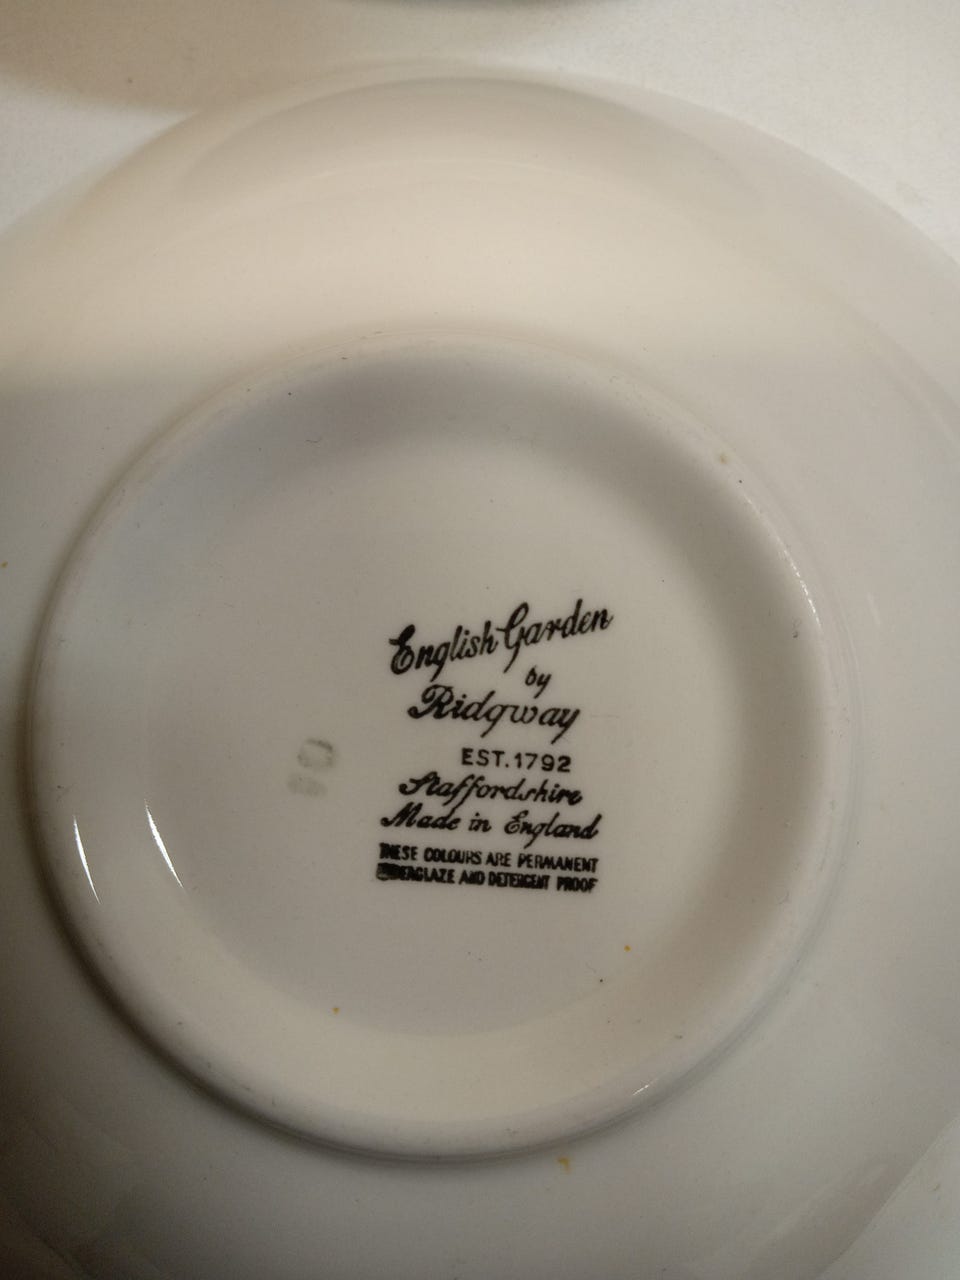 English Garden
by
Ridgway
EST.1792
Staffordshire
Made in England
THESE COLOURS ARE PERMANENT
UNDERGLAZE AND DETERGENT PROOF